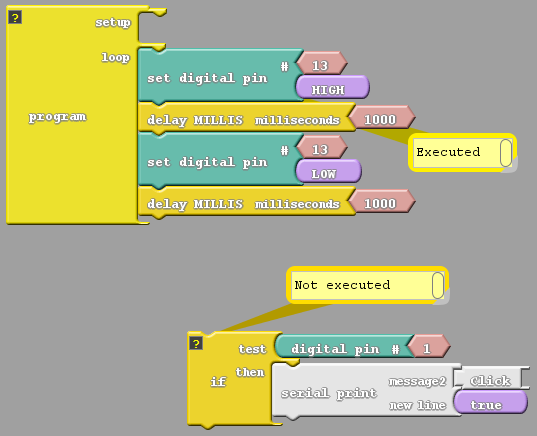 ?
setup
loop
set digital pin # 13
HIGH
program
delay MILLIS milliseconds 1000
Executed
set digital pin # 13
LOW
delay MILLIS milliseconds 1000
Not executed
?
test digital pin # 1
if then
serial print message2 Click
new line true